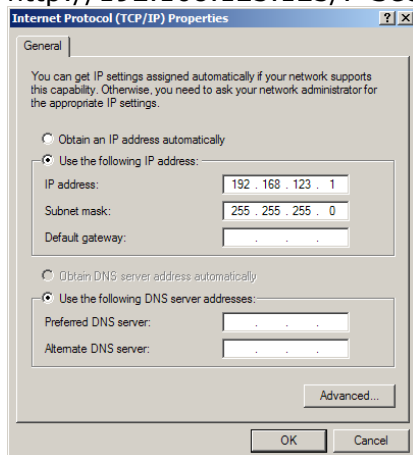 Internet Protocol (TCP/IP) Properties
General
You can get IP settings assigned automatically if your network supports
this capability. Otherwise, you need to ask your network administrator for
the appropriate IP settings.
Obtain an IP address automatically
Use the following IP address:
IP address: 192 . 168 . 123 . 1
Subnet mask: 255 . 255 . 255 . 0
Default gateway: . . .
Obtain DNS server address automatically
Use the following DNS server addresses:
Preferred DNS server: . . .
Alternate DNS server: . . .
Advanced...
OK Cancel